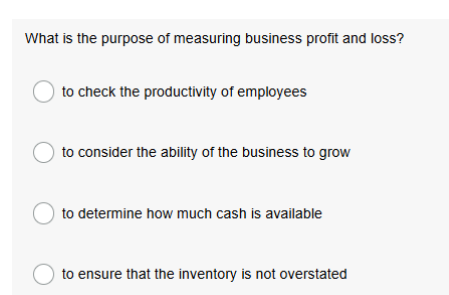 What is the purpose of measuring business profit and loss?
to check the productivity of employees
to consider the ability of the business to grow
to determine how much cash is available
to ensure that the inventory is not overstated